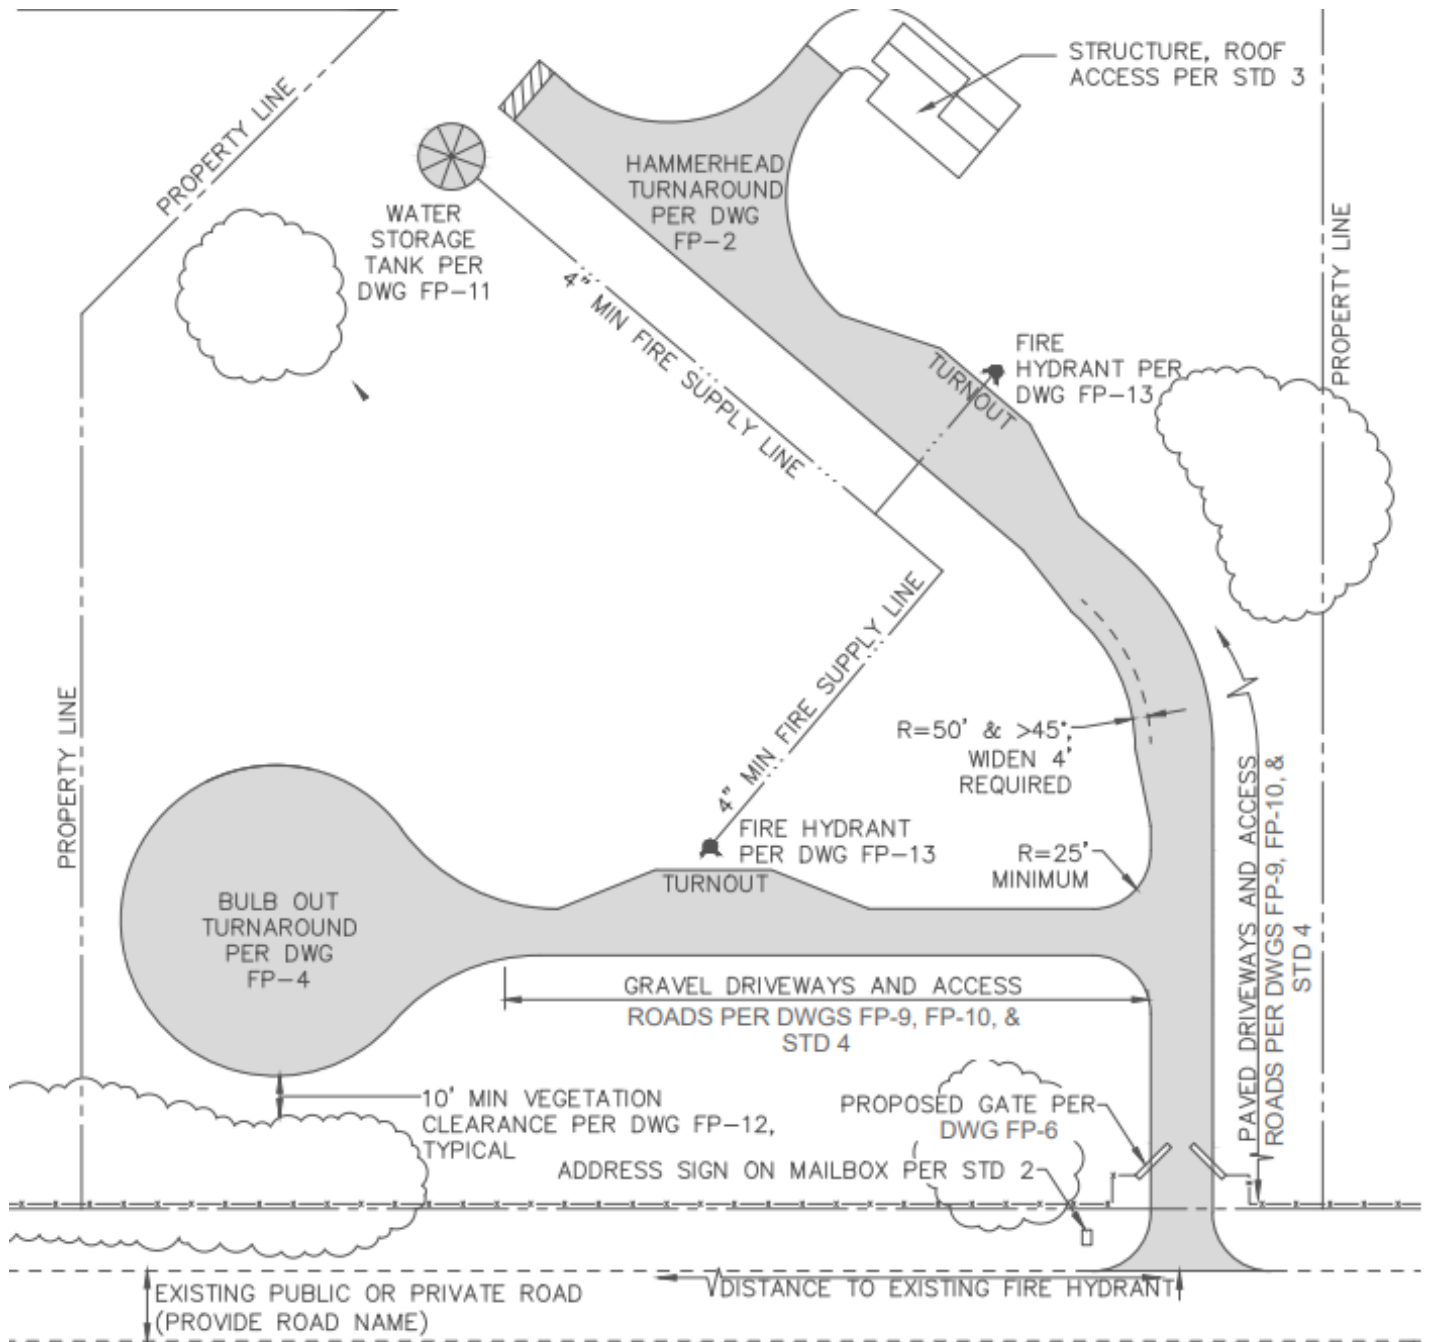 STRUCTURE, ROOF
ACCESS PER STD 3
PROPERTY LINE
HAMMERHEAD
TURNAROUND
PER DWG
FP-2
WATER
STORAGE
TANK PER
DWG FP-11
4" MIN FIRE SUPPLY LINE
PROPERTY LINE
FIRE
HYDRANT PER
DWG FP-13
TURNOUT
4" MIN FIRE SUPPLY LINE
PROPERTY LINE
R=50' & >45°,
WIDEN 4'
REQUIRED
PAVED DRIVEWAYS AND ACCESS
ROADS PER DWGS FP-9, FP-10, &
STD 4
FIRE HYDRANT
PER DWG FP-13
TURNOUT
R=25'
MINIMUM
BULB OUT
TURNAROUND
PER DWG
FP-4
GRAVEL DRIVEWAYS AND ACCESS
ROADS PER DWGS FP-9, FP-10, &
STD 4
10' MIN VEGETATION
CLEARANCE PER DWG FP-12,
TYPICAL
PROPOSED GATE PER
DWG FP-6
ADDRESS SIGN ON MAILBOX PER STD 2
EXISTING PUBLIC OR PRIVATE ROAD
(PROVIDE ROAD NAME)
DISTANCE TO EXISTING FIRE HYDRANT